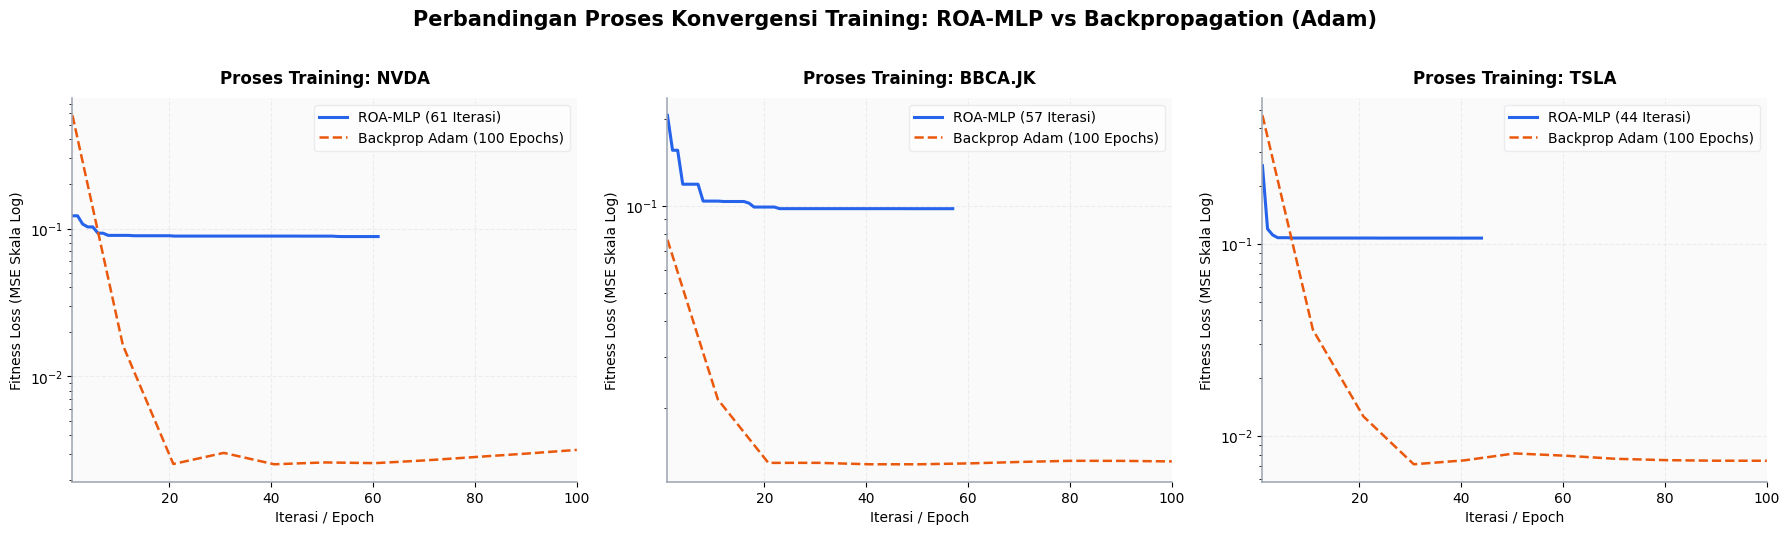 Perbandingan Proses Konvergensi Training: ROA-MLP vs Backpropagation (Adam)
Proses Training: NVDA
ROA-MLP (61 Iterasi)
Backprop Adam (100 Epochs)
Fitness Loss (MSE Skala Log)
10⁻¹
10⁻²
20 40 60 80 100
Iterasi / Epoch
Proses Training: BBCA.JK
ROA-MLP (57 Iterasi)
Backprop Adam (100 Epochs)
Fitness Loss (MSE Skala Log)
10⁻¹
20 40 60 80 100
Iterasi / Epoch
Proses Training: TSLA
ROA-MLP (44 Iterasi)
Backprop Adam (100 Epochs)
Fitness Loss (MSE Skala Log)
10⁻¹
10⁻²
20 40 60 80 100
Iterasi / Epoch